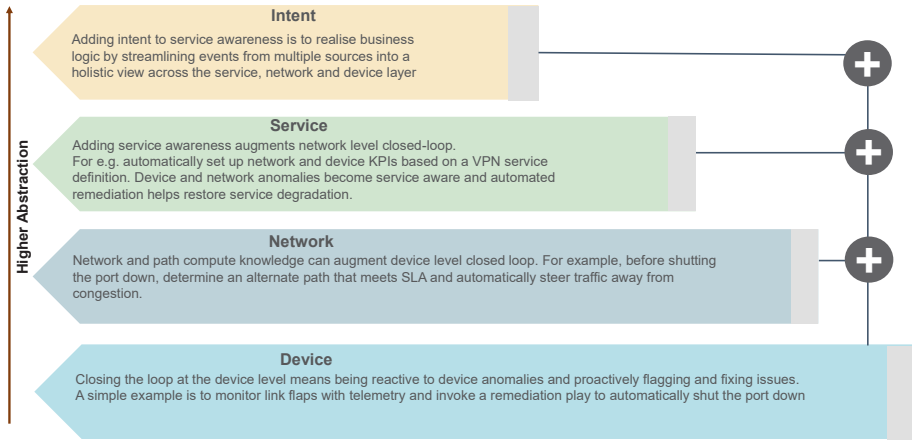 Intent
Adding intent to service awareness is to realise business
logic by streamlining events from multiple sources into a
holistic view across the service, network and device layer
Service
Adding service awareness augments network level closed-loop.
For e.g. automatically set up network and device KPIs based on a VPN service
definition. Device and network anomalies become service aware and automated
remediation helps restore service degradation.
Higher Abstraction
Network
Network and path compute knowledge can augment device level closed loop. For example, before shutting
the port down, determine an alternate path that meets SLA and automatically steer traffic away from
congestion.
Device
Closing the loop at the device level means being reactive to device anomalies and proactively flagging and fixing issues.
A simple example is to monitor link flaps with telemetry and invoke a remediation play to automatically shut the port down